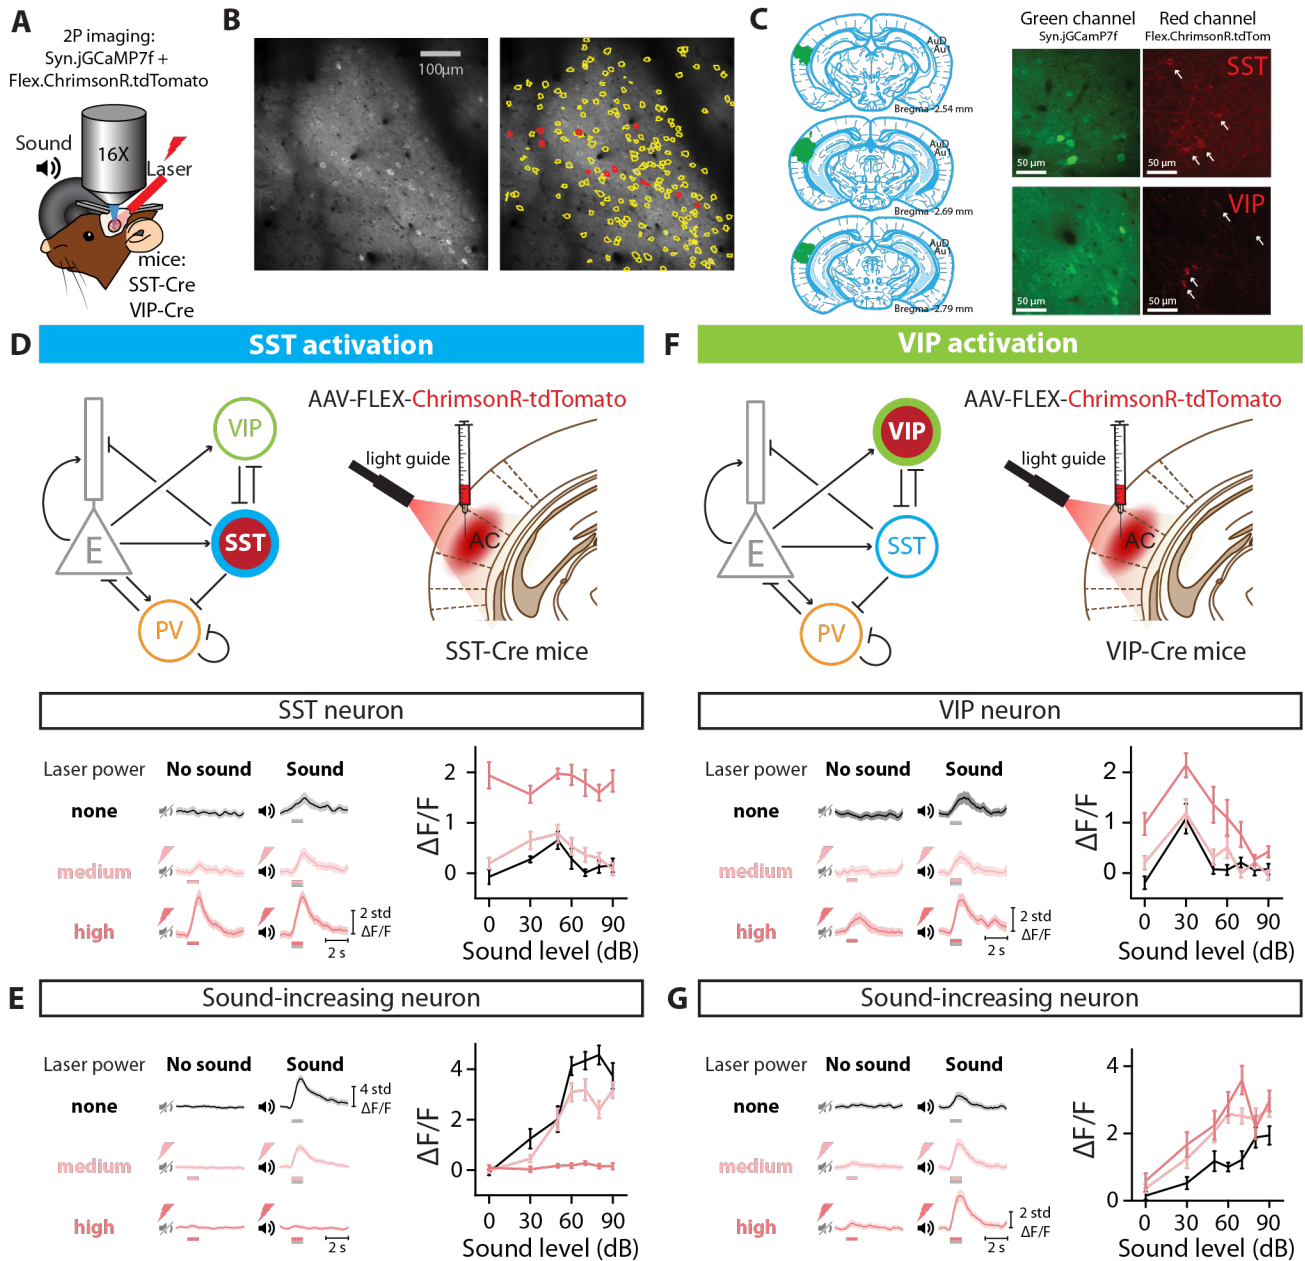 A
2P imaging:
Syn.jGCaMP7f +
Flex.ChrimsonR.tdTomato
Sound
16X
Laser
mice:
SST-Cre
VIP-Cre
B
100µm
C
AuD
Au1
Bregma -2.54 mm
AuD
Au1
Bregma -2.69 mm
AuD
Au1
Bregma -2.79 mm
Green channel
Syn.jGCaMP7f
Red channel
Flex.ChrimsonR.tdTom
50 µm
SST
50 µm
50 µm
VIP
50 µm
D
SST activation
VIP
SST
E
PV
AAV-FLEX-ChrimsonR-tdTomato
light guide
AC
SST-Cre mice
SST neuron
Laser power
No sound
Sound
none
medium
high
2 std
ΔF/F
2 s
ΔF/F
2
1
0
0 30 60 90
Sound level (dB)
E
Sound-increasing neuron
Laser power
No sound
Sound
none
4 std
ΔF/F
medium
high
2 s
ΔF/F
4
2
0
0 30 60 90
Sound level (dB)
F
VIP activation
VIP
SST
E
PV
AAV-FLEX-ChrimsonR-tdTomato
light guide
AC
VIP-Cre mice
VIP neuron
Laser power
No sound
Sound
none
medium
high
2 std
ΔF/F
2 s
ΔF/F
2
1
0
0 30 60 90
Sound level (dB)
G
Sound-increasing neuron
Laser power
No sound
Sound
none
medium
high
2 std
ΔF/F
2 s
ΔF/F
4
2
0
0 30 60 90
Sound level (dB)